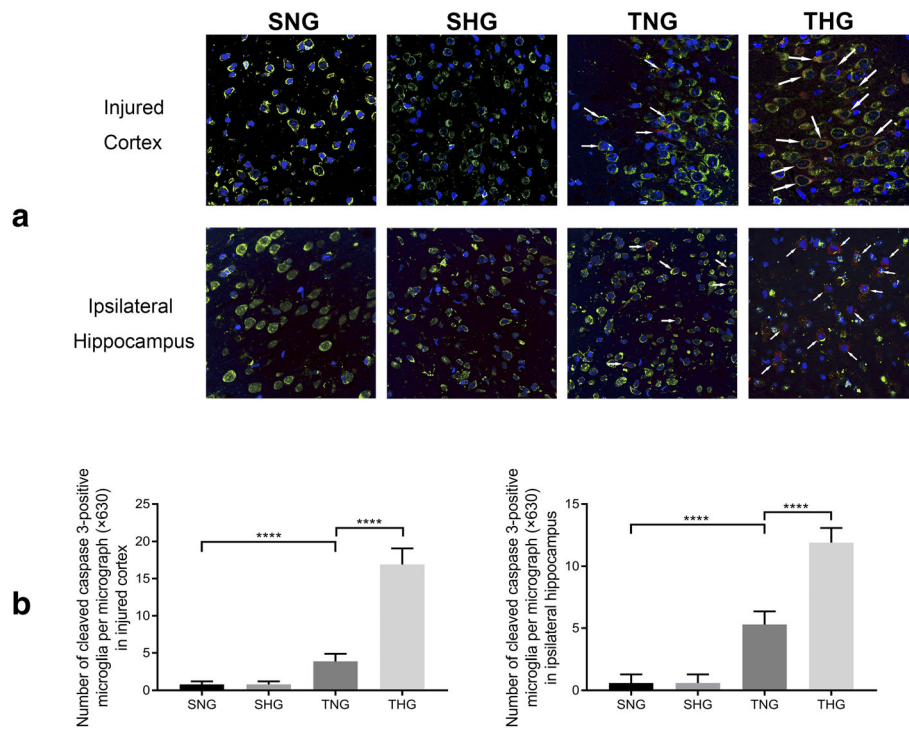 SNG SHG TNG THG
Injured
Cortex
a
Ipsilateral
Hippocampus
b
Number of cleaved caspase 3-positive
microglia per micrograph (×630)
in injured cortex
25
20
15
10
5
0
****
****
SNG SHG TNG THG
Number of cleaved caspase 3-positive
microglia per micrograph (×630)
in ipsilateral hippocampus
15
10
5
0
****
****
SNG SHG TNG THG